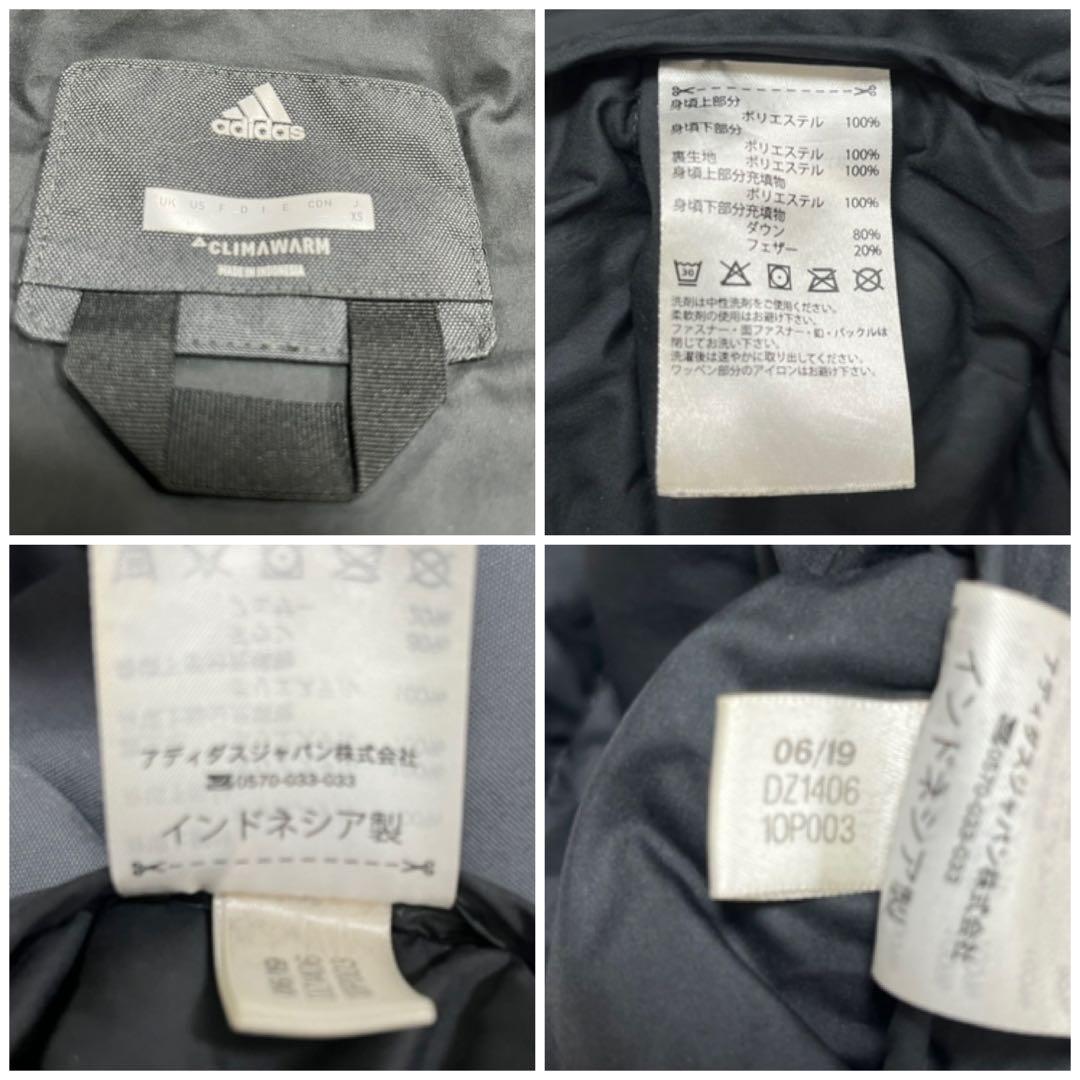 adidas
UK US F D I E CDN J
XS
CLIMAWARM
MADE IN INDONESIA
身頃上部分
ポリエステル 100%
身頃下部分
ポリエステル 100%
裏生地 ポリエステル 100%
身頃上部分充填物
ポリエステル 100%
身頃下部分充填物
ダウン 80%
フェザー 20%
30
洗剤は中性洗剤をご使用ください。
柔軟剤の使用はお避け下さい。
ファスナー・面ファスナー・釦・バックルは
閉じてお洗い下さい。
洗濯後は速やかに取り出してください。
ワッペン部分のアイロンはお避け下さい。
アディダスジャパン株式会社
0570-033-033
インドネシア製
06/19
DZ1406
10P003
06/19
DZ1406
10P003
アディダスジャパン株式会社
0570-033-033
インドネシア製